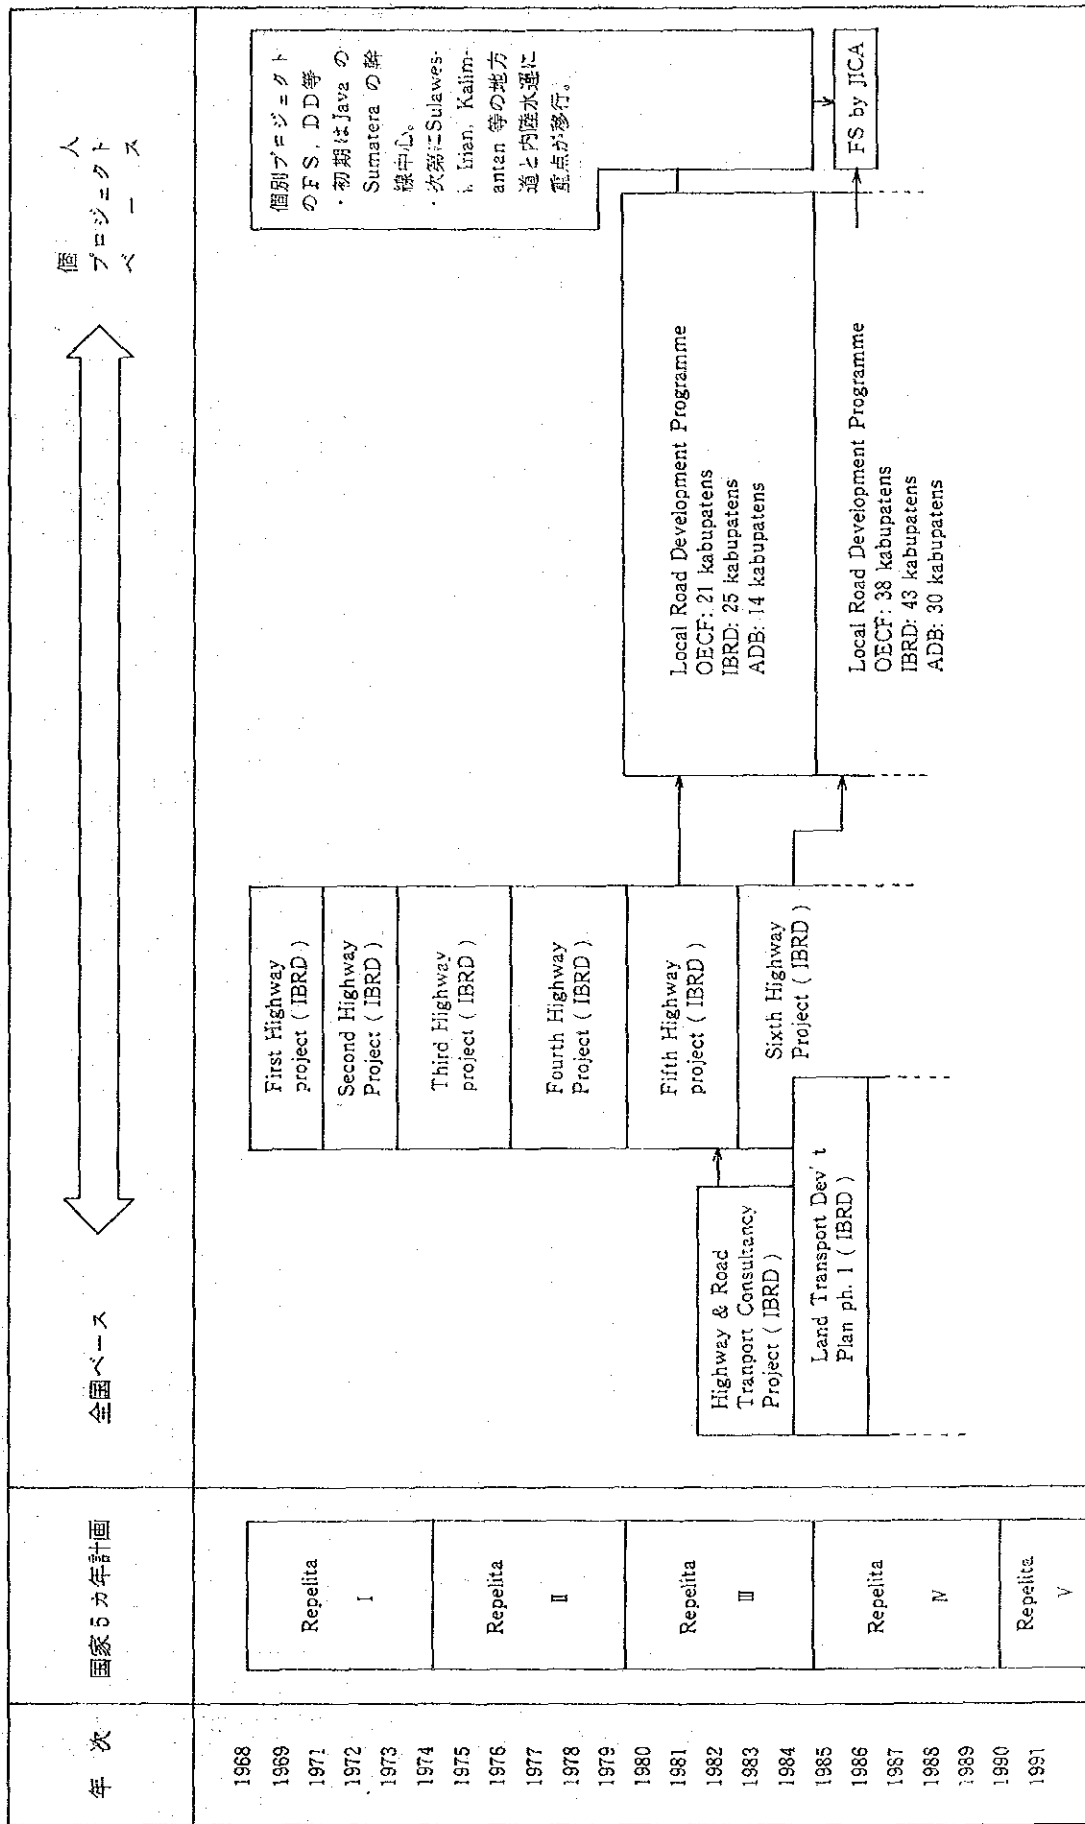 年 次
国家5カ年計画
全国ベース
個 人
プロジェクト
ベ ー ス
1968
1969
1971
1972
1973
1974
1975
1976
1977
1978
1979
1980
1981
1982
1983
1984
1985
1986
1987
1988
1989
1990
1991
Repelita
I
Repelita
II
Repelita
III
Repelita
IV
Repelita
V
Highway & Road
Tranport Consultancy
Project ( IBRD )
Land Transport Dev't
Plan ph. 1 ( IBRD )
First Highway
project ( IBRD )
Second Highway
Project ( IBRD )
Third Highway
project ( IBRD )
Fourth Highway
Project ( IBRD )
Fifth Highway
project ( IBRD )
Sixth Highway
Project ( IBRD )
Local Road Development Programme
OECF: 21 kabupatens
IBRD: 25 kabupatens
ADB: 14 kabupatens
Local Road Development Programme
OECF: 38 kabupatens
IBRD: 43 kabupatens
ADB: 30 kabupatens
個別プロジェクト
のFS, DD等
・初期はJava の
Sumatera の幹
線中心。
・次第にSulawes-
i, Irian, Kalim-
antan 等の地方
道と内陸水運に
重点が移行。
FS by JICA